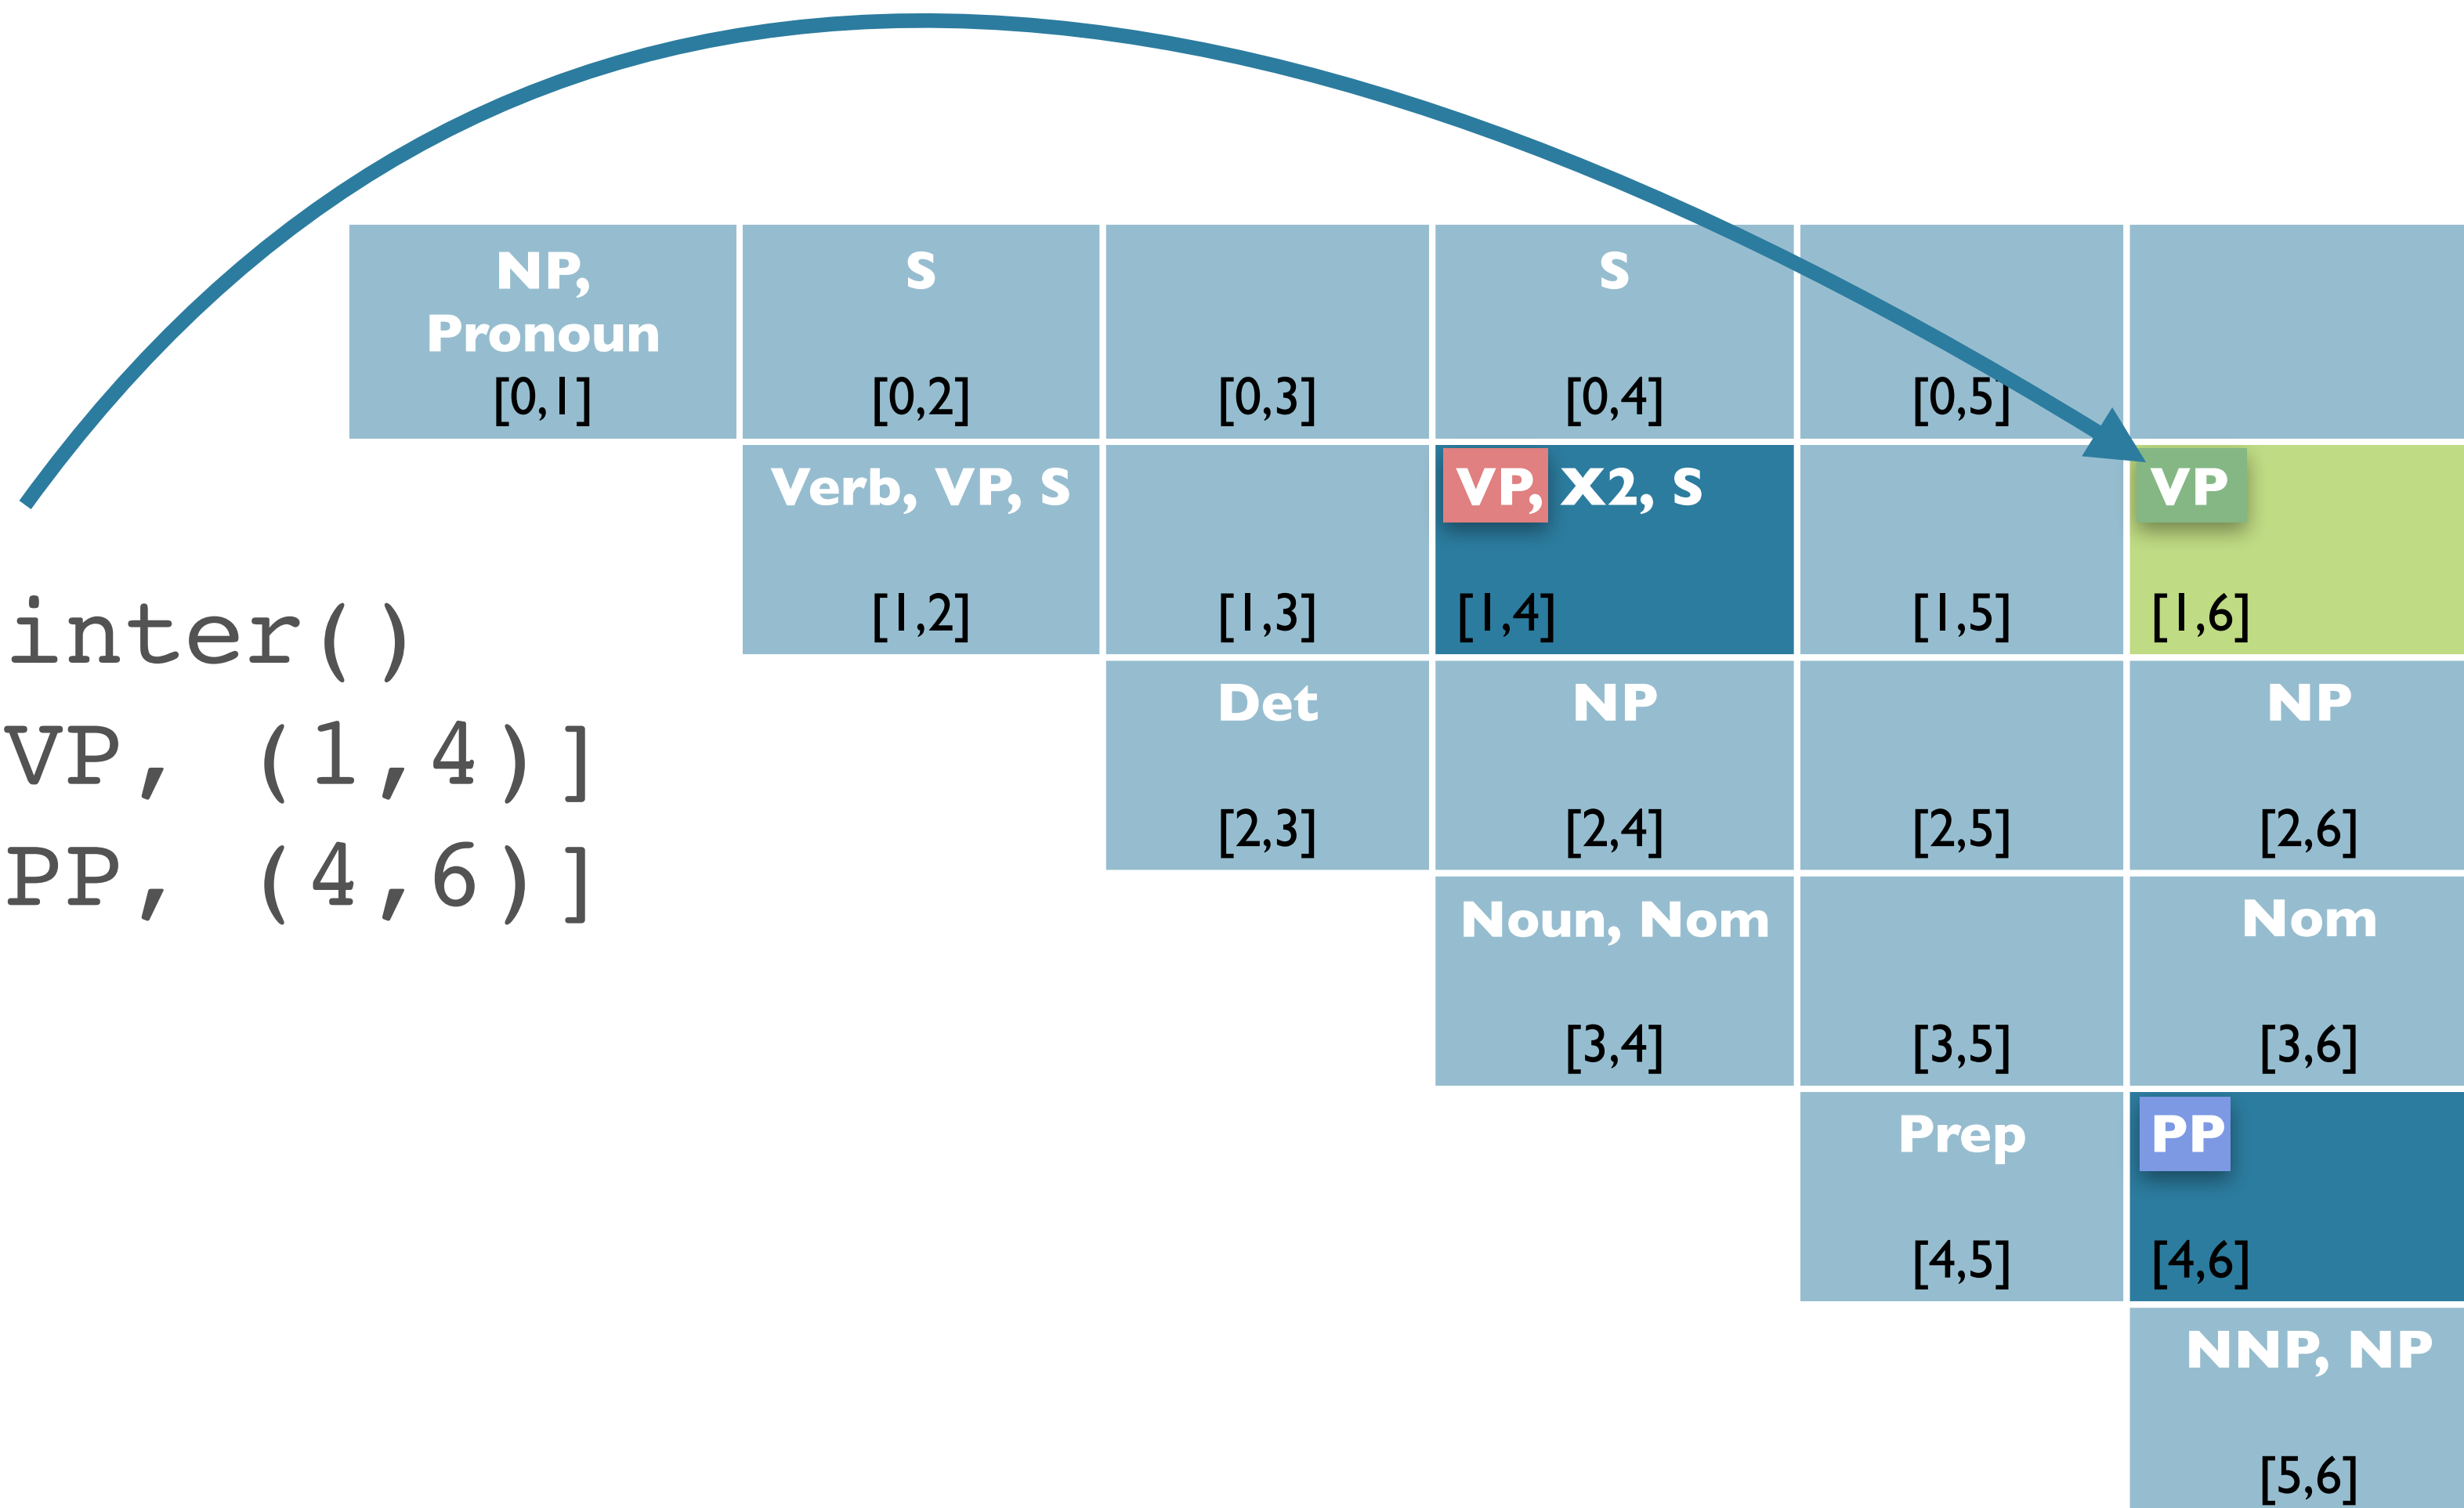 NP,
Pronoun
[0,1]
S
[0,2]
[0,3]
S
[0,4]
[0,5]
Verb, VP, S
[1,2]
[1,3]
VP, X2, S
[1,4]
[1,5]
VP
[1,6]
inter()
VP, (1,4)]
PP, (4,6)]
Det
[2,3]
NP
[2,4]
[2,5]
NP
[2,6]
Noun, Nom
[3,4]
[3,5]
Nom
[3,6]
Prep
[4,5]
PP
[4,6]
NNP, NP
[5,6]